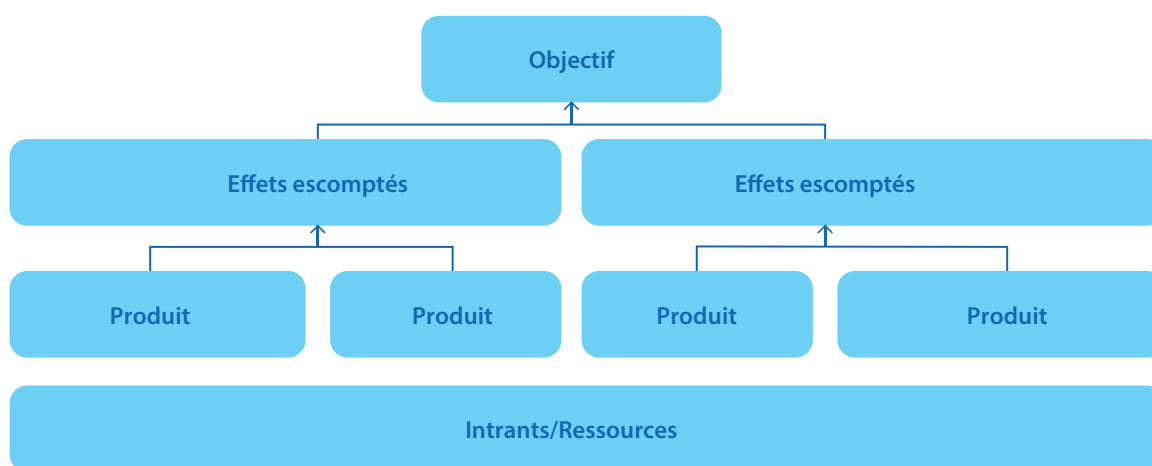 Objectif
Effets escomptés
Effets escomptés
Produit
Produit
Produit
Produit
Intrants/Ressources